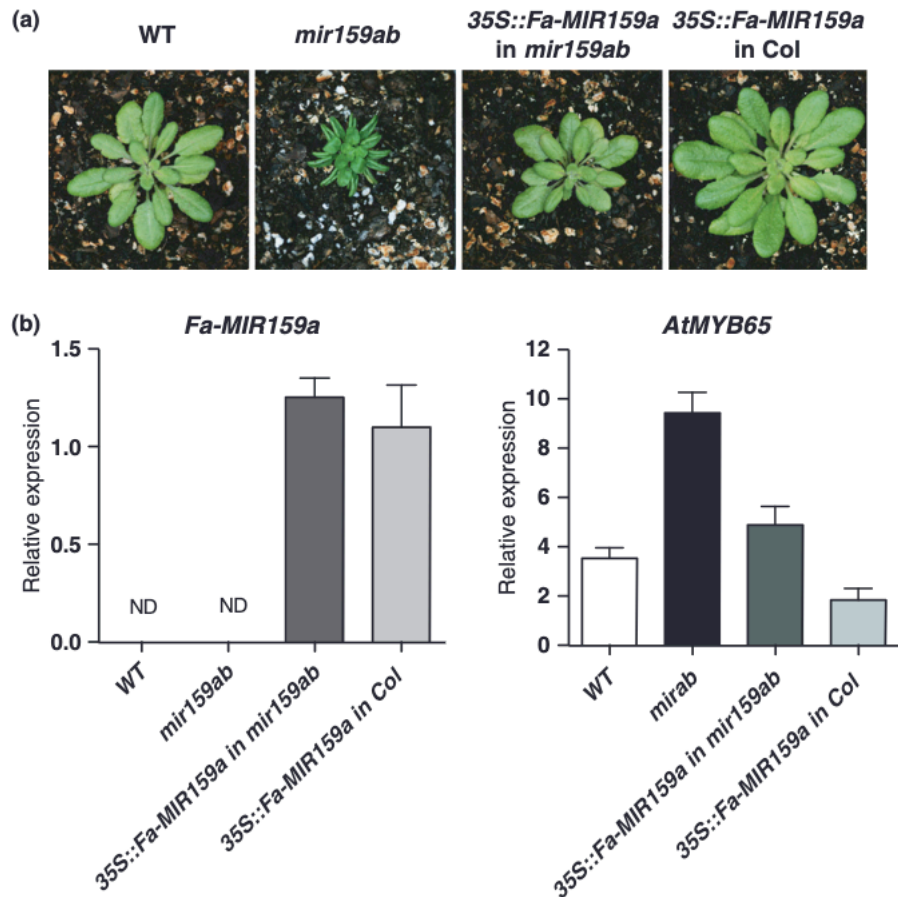 (a)
WT
mir159ab
35S::Fa-MIR159a
in mir159ab
35S::Fa-MIR159a
in Col
(b)
Fa-MIR159a
Relative expression
1.5
1.0
0.5
0.0
ND
ND
WT
mir159ab
35S::Fa-MIR159a in mir159ab
35S::Fa-MIR159a in Col
AtMYB65
Relative expression
12
10
8
6
4
2
0
WT
mirab
35S::Fa-MIR159a in mir159ab
35S::Fa-MIR159a in Col